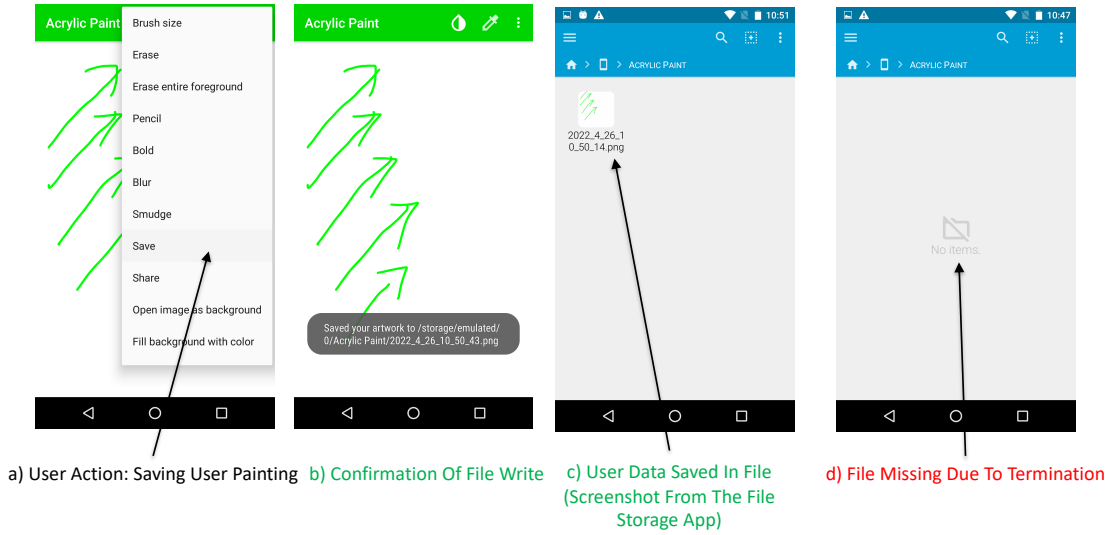 Acrylic Paint
Brush size
Erase
Erase entire foreground
Pencil
Bold
Blur
Smudge
Save
Share
Open image as background
Fill background with color
Acrylic Paint
Saved your artwork to /storage/emulated/
0/Acrylic Paint/2022_4_26_10_50_43.png
10:51
ACRYLIC PAINT
2022_4_26_1
0_50_14.png
10:47
ACRYLIC PAINT
No items.
a) User Action: Saving User Painting
b) Confirmation Of File Write
c) User Data Saved In File
(Screenshot From The File
Storage App)
d) File Missing Due To Termination